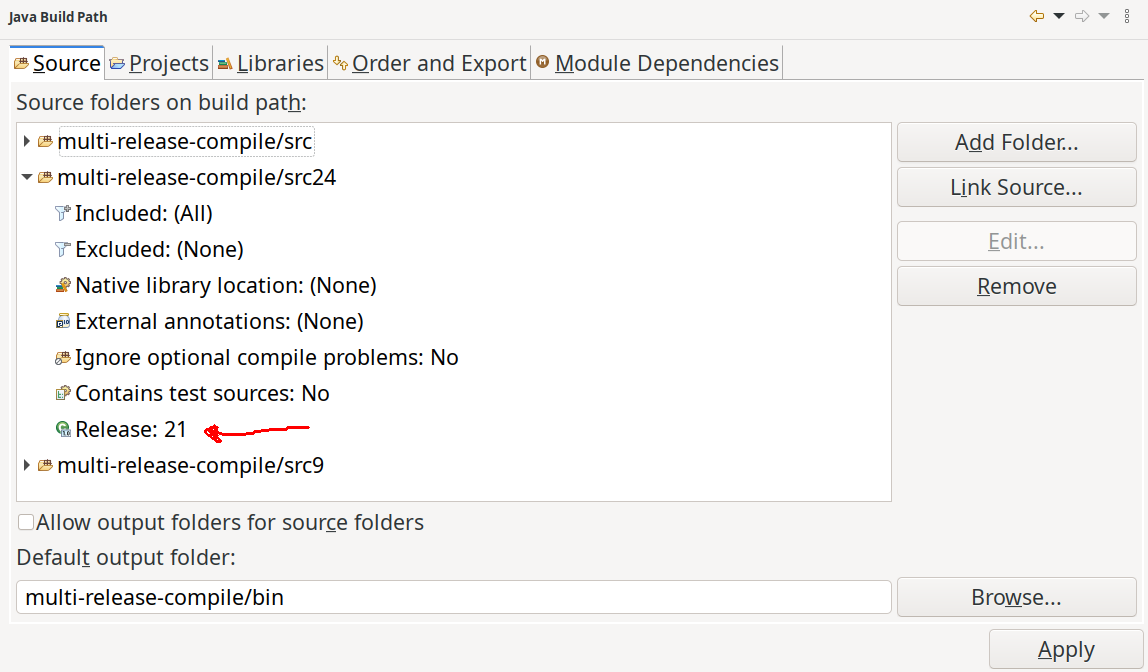 Java Build Path
Source Projects Libraries Order and Export Module Dependencies
Source folders on build path:
multi-release-compile/src
multi-release-compile/src24
Included: (All)
Excluded: (None)
Native library location: (None)
External annotations: (None)
Ignore optional compile problems: No
Contains test sources: No
Release: 21
multi-release-compile/src9
Add Folder...
Link Source...
Edit...
Remove
Allow output folders for source folders
Default output folder:
multi-release-compile/bin
Browse...
Apply